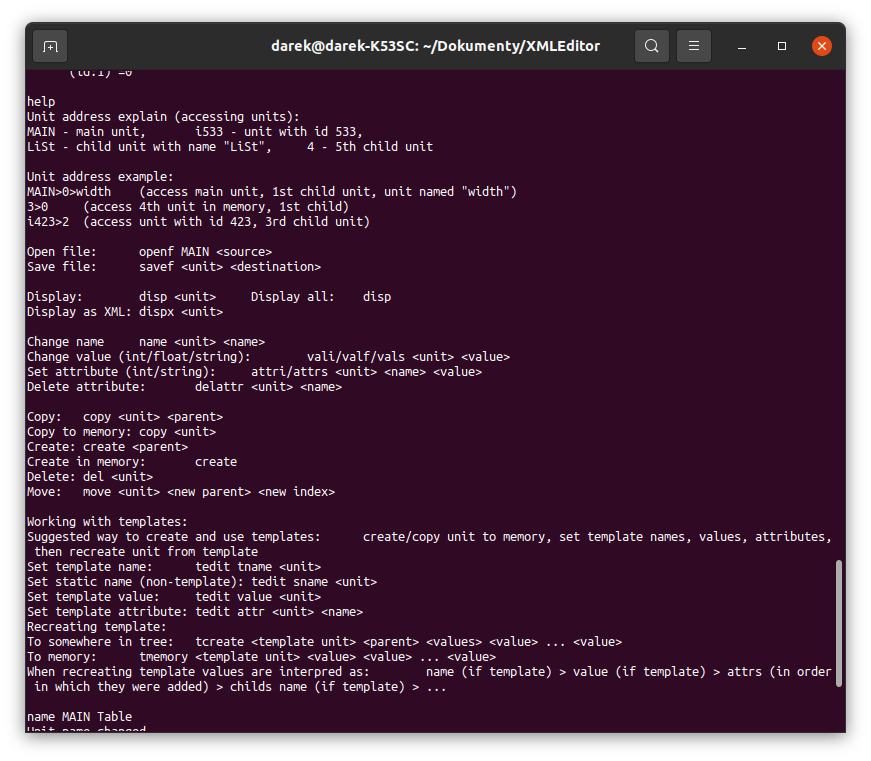 darek@darek-K53SC: ~/Dokumenty/XMLEditor
(id:1) =0
help
Unit address explain (accessing units):
MAIN - main unit,       i533 - unit with id 533,
LiSt - child unit with name "LiSt",     4 - 5th child unit
Unit address example:
MAIN>0>width    (access main unit, 1st child unit, unit named "width")
3>0     (access 4th unit in memory, 1st child)
i423>2  (access unit with id 423, 3rd child unit)
Open file:      openf MAIN <source>
Save file:      savef <unit> <destination>
Display:        disp <unit>     Display all:    disp
Display as XML: dispx <unit>
Change name     name <unit> <name>
Change value (int/float/string):        vali/valf/vals <unit> <value>
Set attribute (int/string):     attri/attrs <unit> <name> <value>
Delete attribute:       delattr <unit> <name>
Copy:   copy <unit> <parent>
Copy to memory: copy <unit>
Create: create <parent>
Create in memory:       create
Delete: del <unit>
Move:   move <unit> <new parent> <new index>
Working with templates:
Suggested way to create and use templates:      create/copy unit to memory, set template names, values, attributes,
 then recreate unit from template
Set template name:      tedit tname <unit>
Set static name (non-template): tedit sname <unit>
Set template value:     tedit value <unit>
Set template attribute: tedit attr <unit> <name>
Recreating template:
To somewhere in tree:   tcreate <template unit> <parent> <values> <value> ... <value>
To memory:      tmemory <template unit> <value> <value> ... <value>
When recreating template values are interpred as:        name (if template) > value (if template) > attrs (in order
 in which they were added) > childs name (if template) > ...
name MAIN Table
Unit name changed